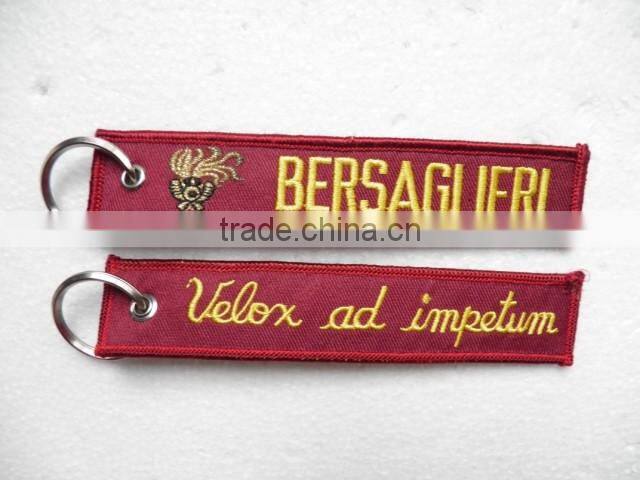 BERSAGLIERI
trade.china.cn
Velox ad impetum